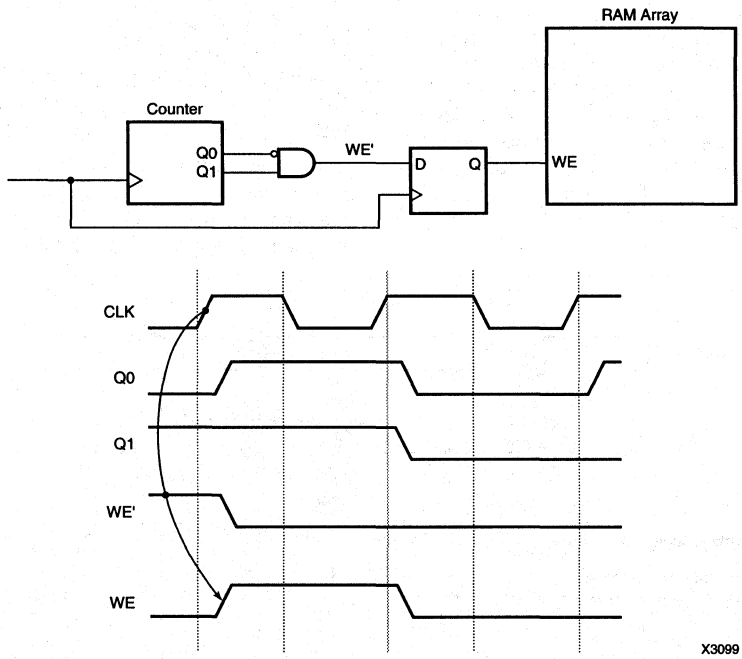 RAM Array
Counter
Q0
Q1
WE'
D Q
WE
CLK
Q0
Q1
WE'
WE
X3099